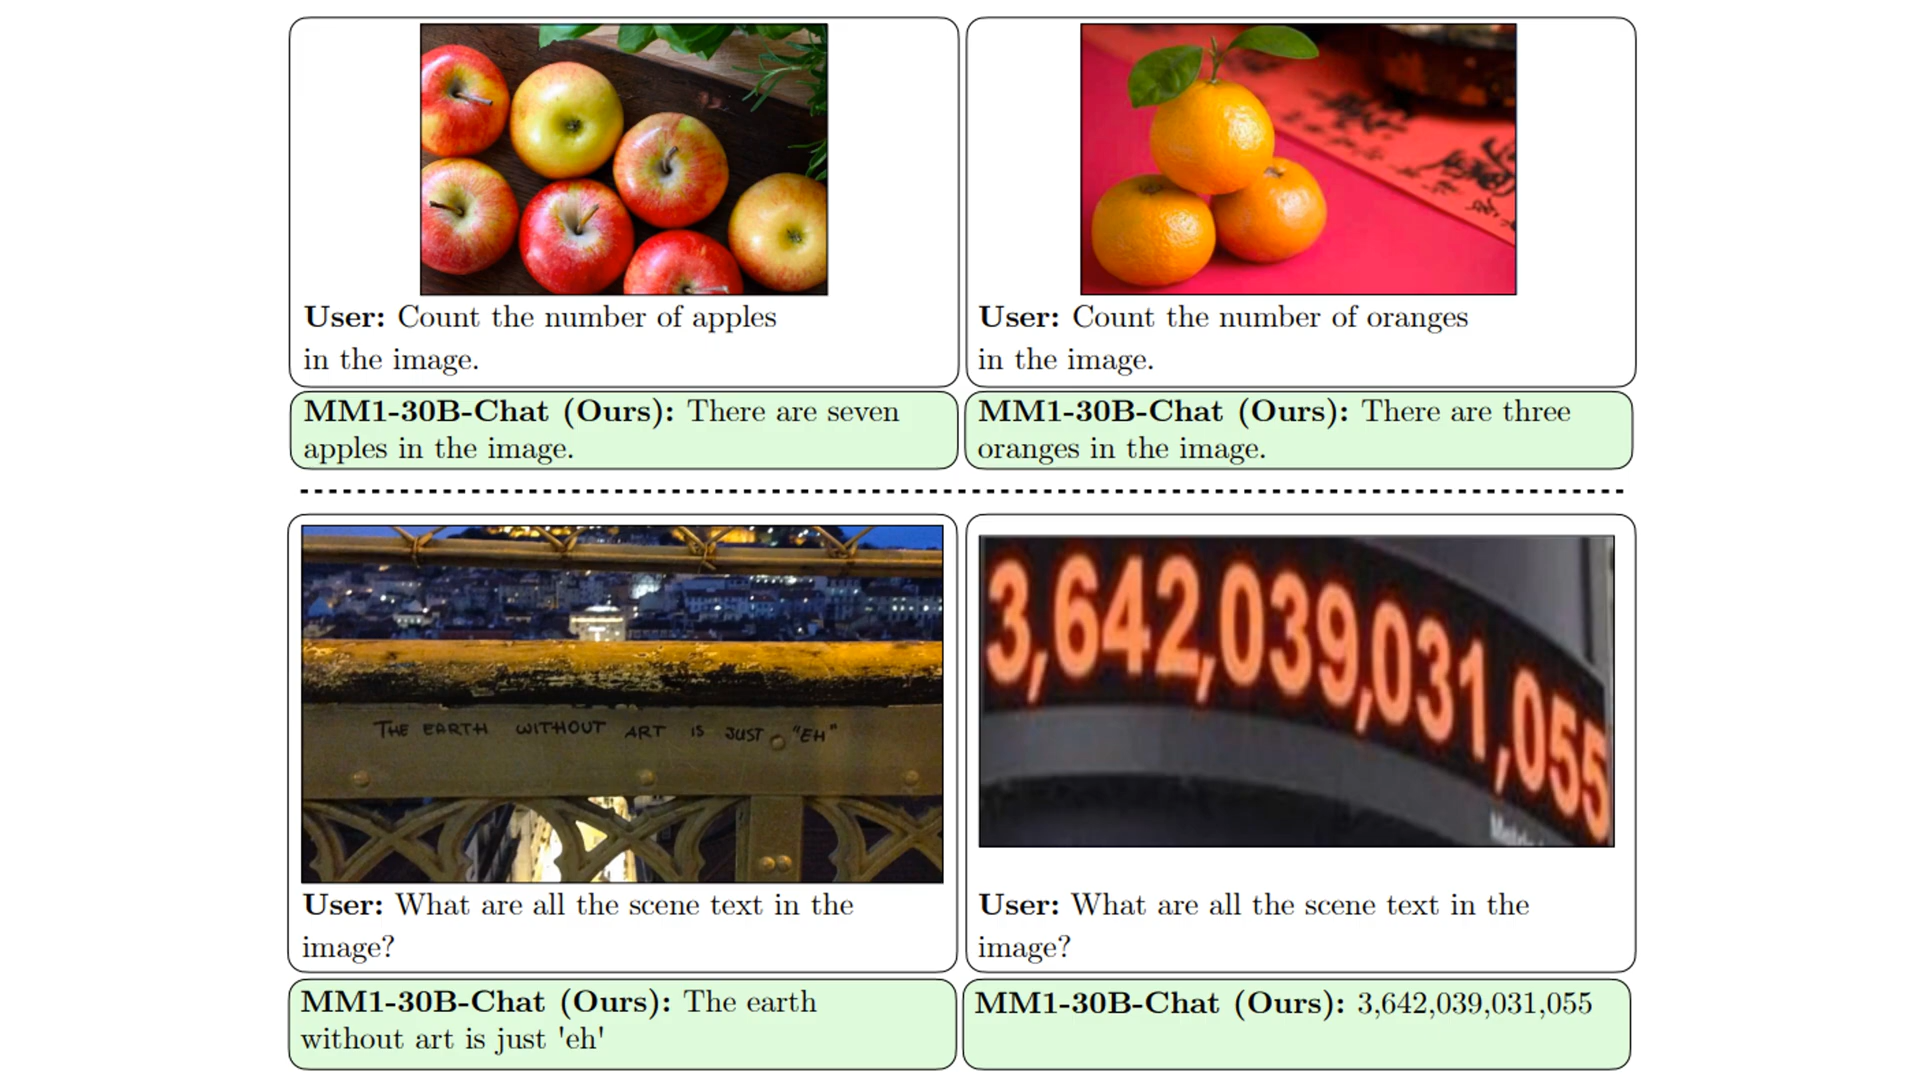 User: Count the number of apples
in the image.
MM1-30B-Chat (Ours): There are seven
apples in the image.
User: Count the number of oranges
in the image.
MM1-30B-Chat (Ours): There are three
oranges in the image.
THE EARTH WITHOUT ART IS JUST "EH"
User: What are all the scene text in the
image?
MM1-30B-Chat (Ours): The earth
without art is just 'eh'
3,642,039,031,055
User: What are all the scene text in the
image?
MM1-30B-Chat (Ours): 3,642,039,031,055